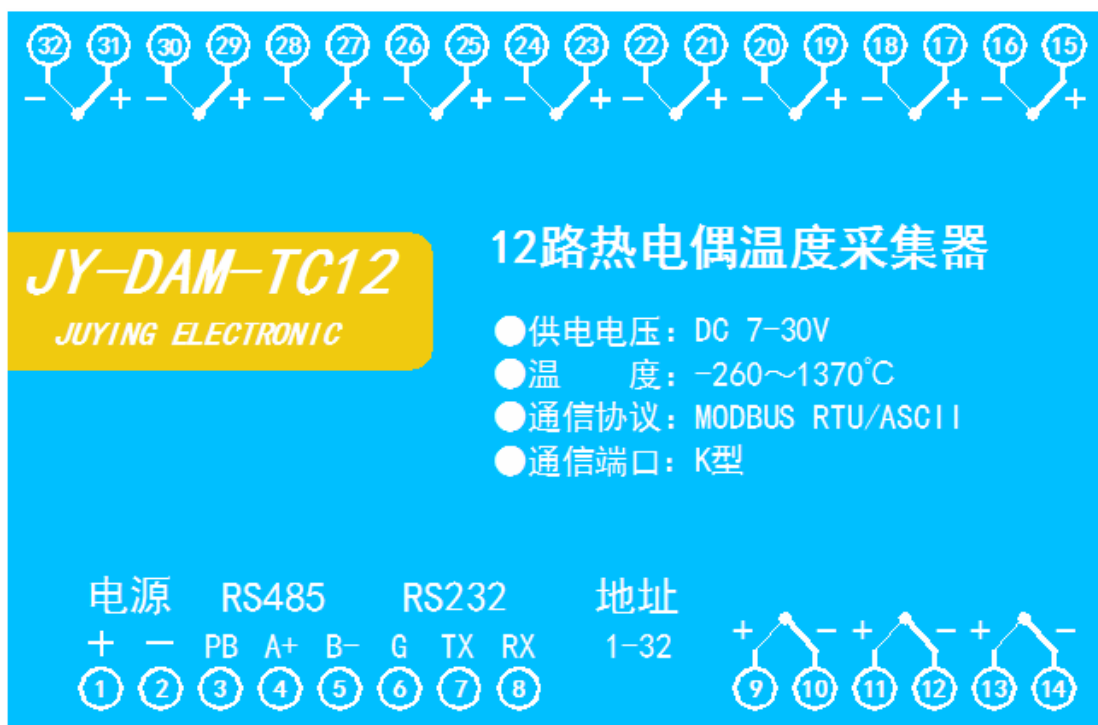 32 31 30 29 28 27 26 25 24 23 22 21 20 19 18 17 16 15
- + - + - + - + - + - + - + - + - +
JY-DAM-TC12
JUYING ELECTRONIC
12路热电偶温度采集器
●供电电压：DC 7-30V
●温 度：-260～1370℃
●通信协议：MODBUS RTU/ASCII
●通信端口：K型
电源 RS485 RS232 地址
+ - PB A+ B- G TX RX 1-32
+ - + - + -
1 2 3 4 5 6 7 8 9 10 11 12 13 14